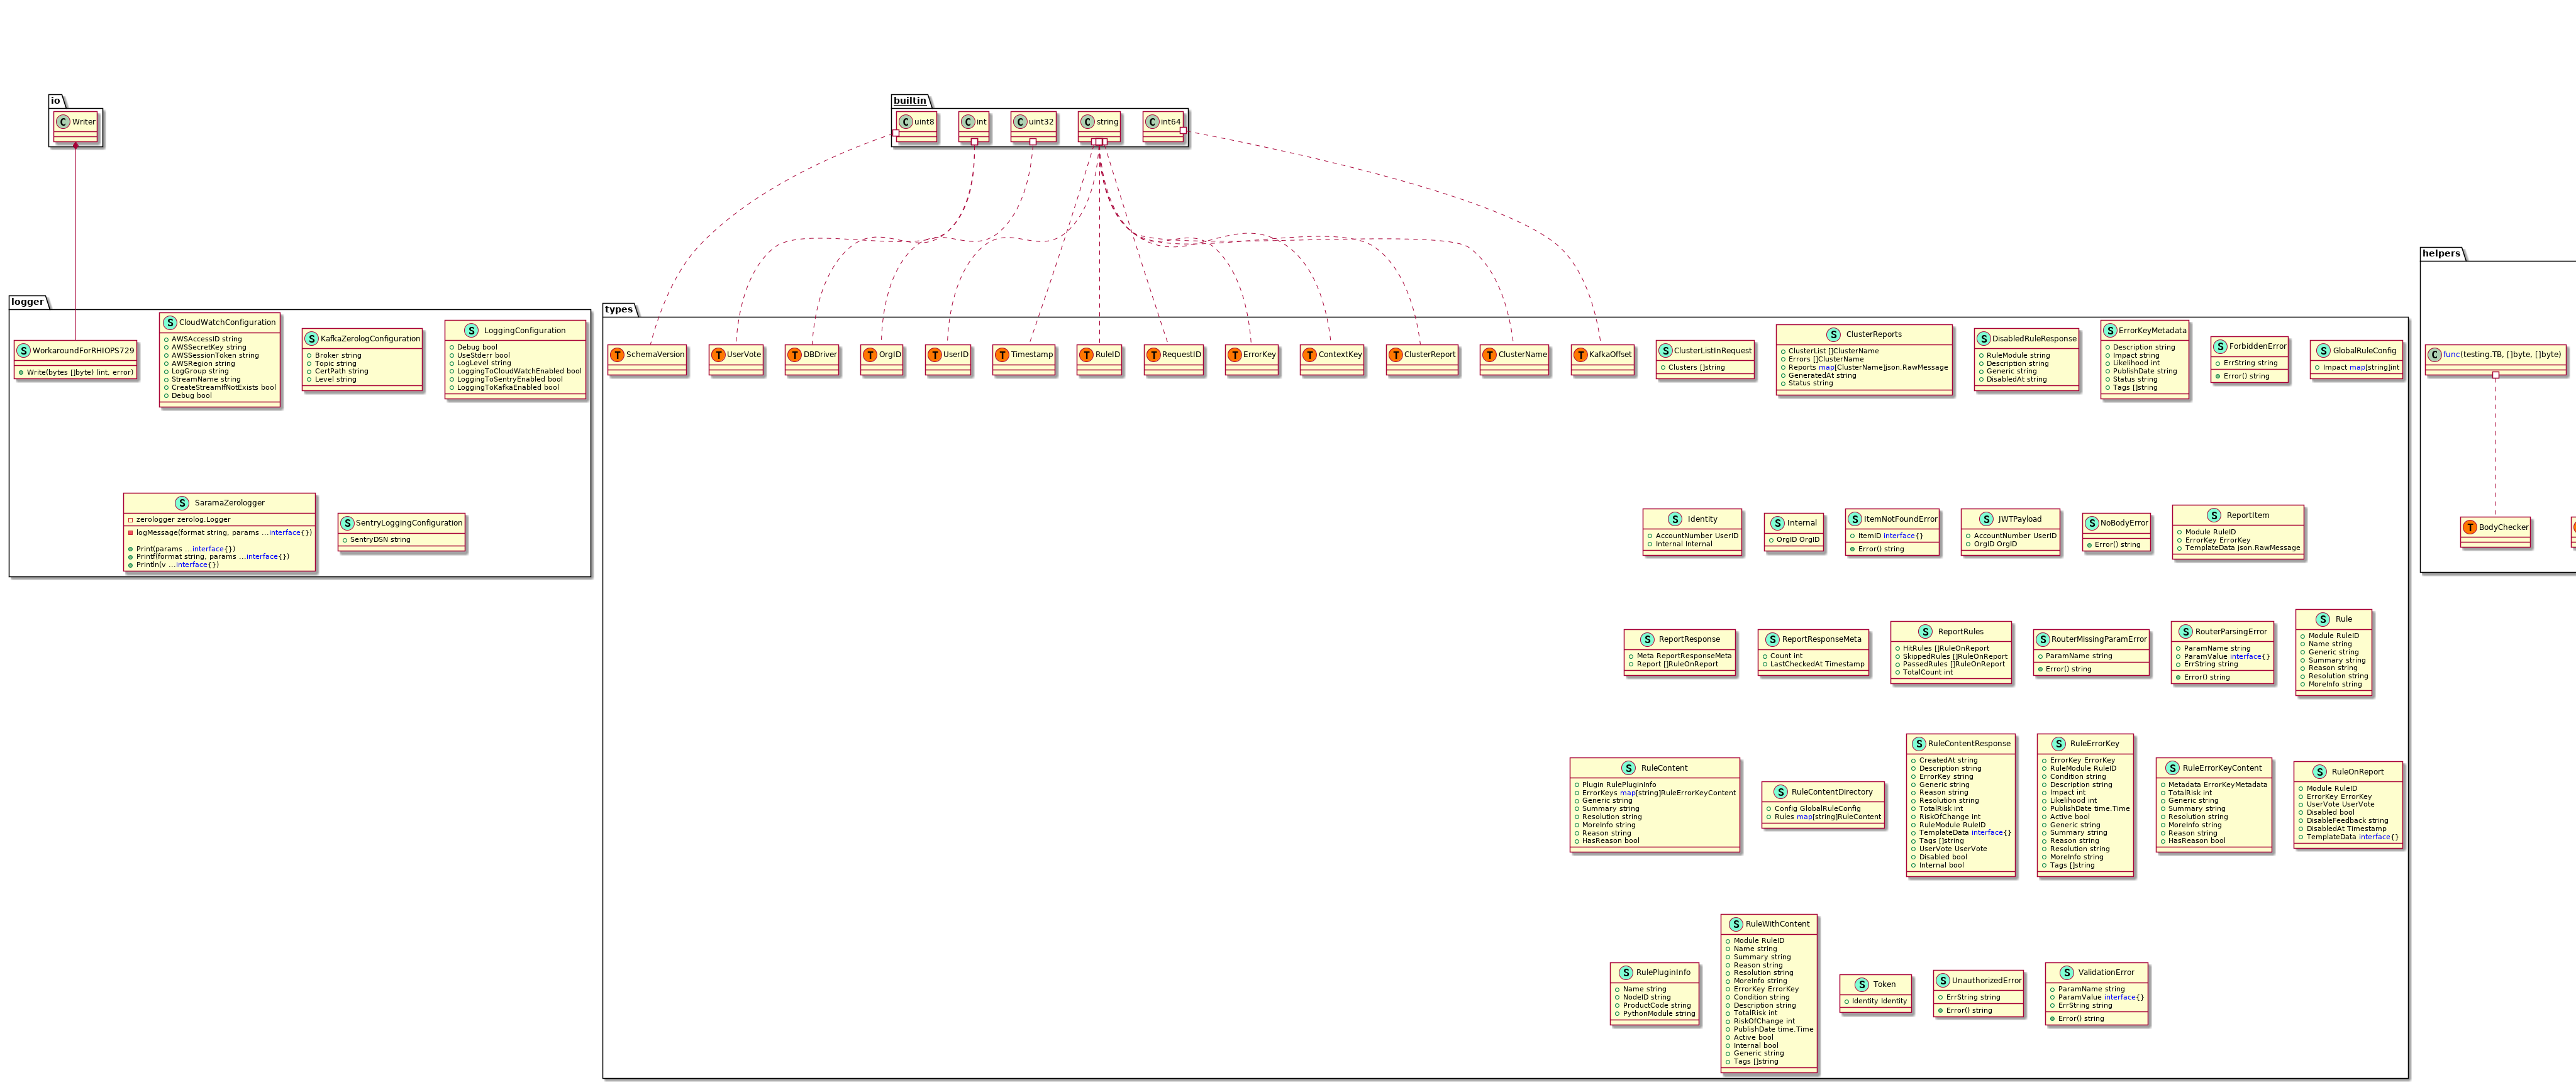 io
C Writer
builtin
C uint8
C int
C uint32
C string
C int64
logger
S WorkaroundForRHIOPS729
Write(bytes []byte) (int, error)
S CloudWatchConfiguration
AWSAccessID string
AWSSecretKey string
AWSSessionToken string
AWSRegion string
LogGroup string
StreamName string
CreateStreamIfNotExists bool
Debug bool
S KafkaZerologConfiguration
Broker string
Topic string
CertPath string
Level string
S LoggingConfiguration
Debug bool
UseStderr bool
LogLevel string
LoggingToCloudWatchEnabled bool
LoggingToSentryEnabled bool
LoggingToKafkaEnabled bool
S SaramaZerologger
zerologger zerolog.Logger
logMessage(format string, params ...interface{})
Print(params ...interface{})
Printf(format string, params ...interface{})
Println(v ...interface{})
S SentryLoggingConfiguration
SentryDSN string
types
T SchemaVersion
T UserVote
T DBDriver
T OrgID
T UserID
T Timestamp
T RuleID
T RequestID
T ErrorKey
T ContextKey
T ClusterReport
T ClusterName
T KafkaOffset
S ClusterListInRequest
Clusters []string
S ClusterReports
ClusterList []ClusterName
Errors []ClusterName
Reports map[ClusterName]json.RawMessage
GeneratedAt string
Status string
S DisabledRuleResponse
RuleModule string
Description string
Generic string
DisabledAt string
S ErrorKeyMetadata
Description string
Impact string
Likelihood int
PublishDate string
Status string
Tags []string
S ForbiddenError
ErrString string
Error() string
S GlobalRuleConfig
Impact map[string]int
S Identity
AccountNumber UserID
Internal Internal
S Internal
OrgID OrgID
S ItemNotFoundError
ItemID interface{}
Error() string
S JWTPayload
AccountNumber UserID
OrgID OrgID
S NoBodyError
Error() string
S ReportItem
Module RuleID
ErrorKey ErrorKey
TemplateData json.RawMessage
S ReportResponse
Meta ReportResponseMeta
Report []RuleOnReport
S ReportResponseMeta
Count int
LastCheckedAt Timestamp
S ReportRules
HitRules []RuleOnReport
SkippedRules []RuleOnReport
PassedRules []RuleOnReport
TotalCount int
S RouterMissingParamError
ParamName string
Error() string
S RouterParsingError
ParamName string
ParamValue interface{}
ErrString string
Error() string
S Rule
Module RuleID
Name string
Generic string
Summary string
Reason string
Resolution string
MoreInfo string
S RuleContent
Plugin RulePluginInfo
ErrorKeys map[string]RuleErrorKeyContent
Generic string
Summary string
Resolution string
MoreInfo string
Reason string
HasReason bool
S RuleContentDirectory
Config GlobalRuleConfig
Rules map[string]RuleContent
S RuleContentResponse
CreatedAt string
Description string
ErrorKey string
Generic string
Reason string
Resolution string
TotalRisk int
RiskOfChange int
RuleModule RuleID
TemplateData interface{}
Tags []string
UserVote UserVote
Disabled bool
Internal bool
S RuleErrorKey
ErrorKey ErrorKey
RuleModule RuleID
Condition string
Description string
Impact int
Likelihood int
PublishDate time.Time
Active bool
Generic string
Summary string
Reason string
Resolution string
MoreInfo string
Tags []string
S RuleErrorKeyContent
Metadata ErrorKeyMetadata
TotalRisk int
Generic string
Summary string
Resolution string
MoreInfo string
Reason string
HasReason bool
S RuleOnReport
Module RuleID
ErrorKey ErrorKey
UserVote UserVote
Disabled bool
DisableFeedback string
DisabledAt Timestamp
TemplateData interface{}
S RulePluginInfo
Name string
NodeID string
ProductCode string
PythonModule string
S RuleWithContent
Module RuleID
Name string
Summary string
Reason string
Resolution string
MoreInfo string
ErrorKey ErrorKey
Condition string
Description string
TotalRisk int
RiskOfChange int
PublishDate time.Time
Active bool
Internal bool
Generic string
Tags []string
S Token
Identity Identity
S UnauthorizedError
ErrString string
Error() string
S ValidationError
ParamName string
ParamValue interface{}
ErrString string
Error() string
helpers
C func(testing.TB, []byte, []byte)
T BodyChecker